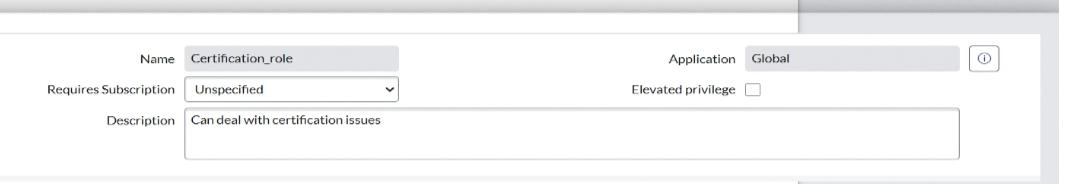 Name Certification_role Application Global
Requires Subscription Unspecified Elevated privilege
Description Can deal with certification issues